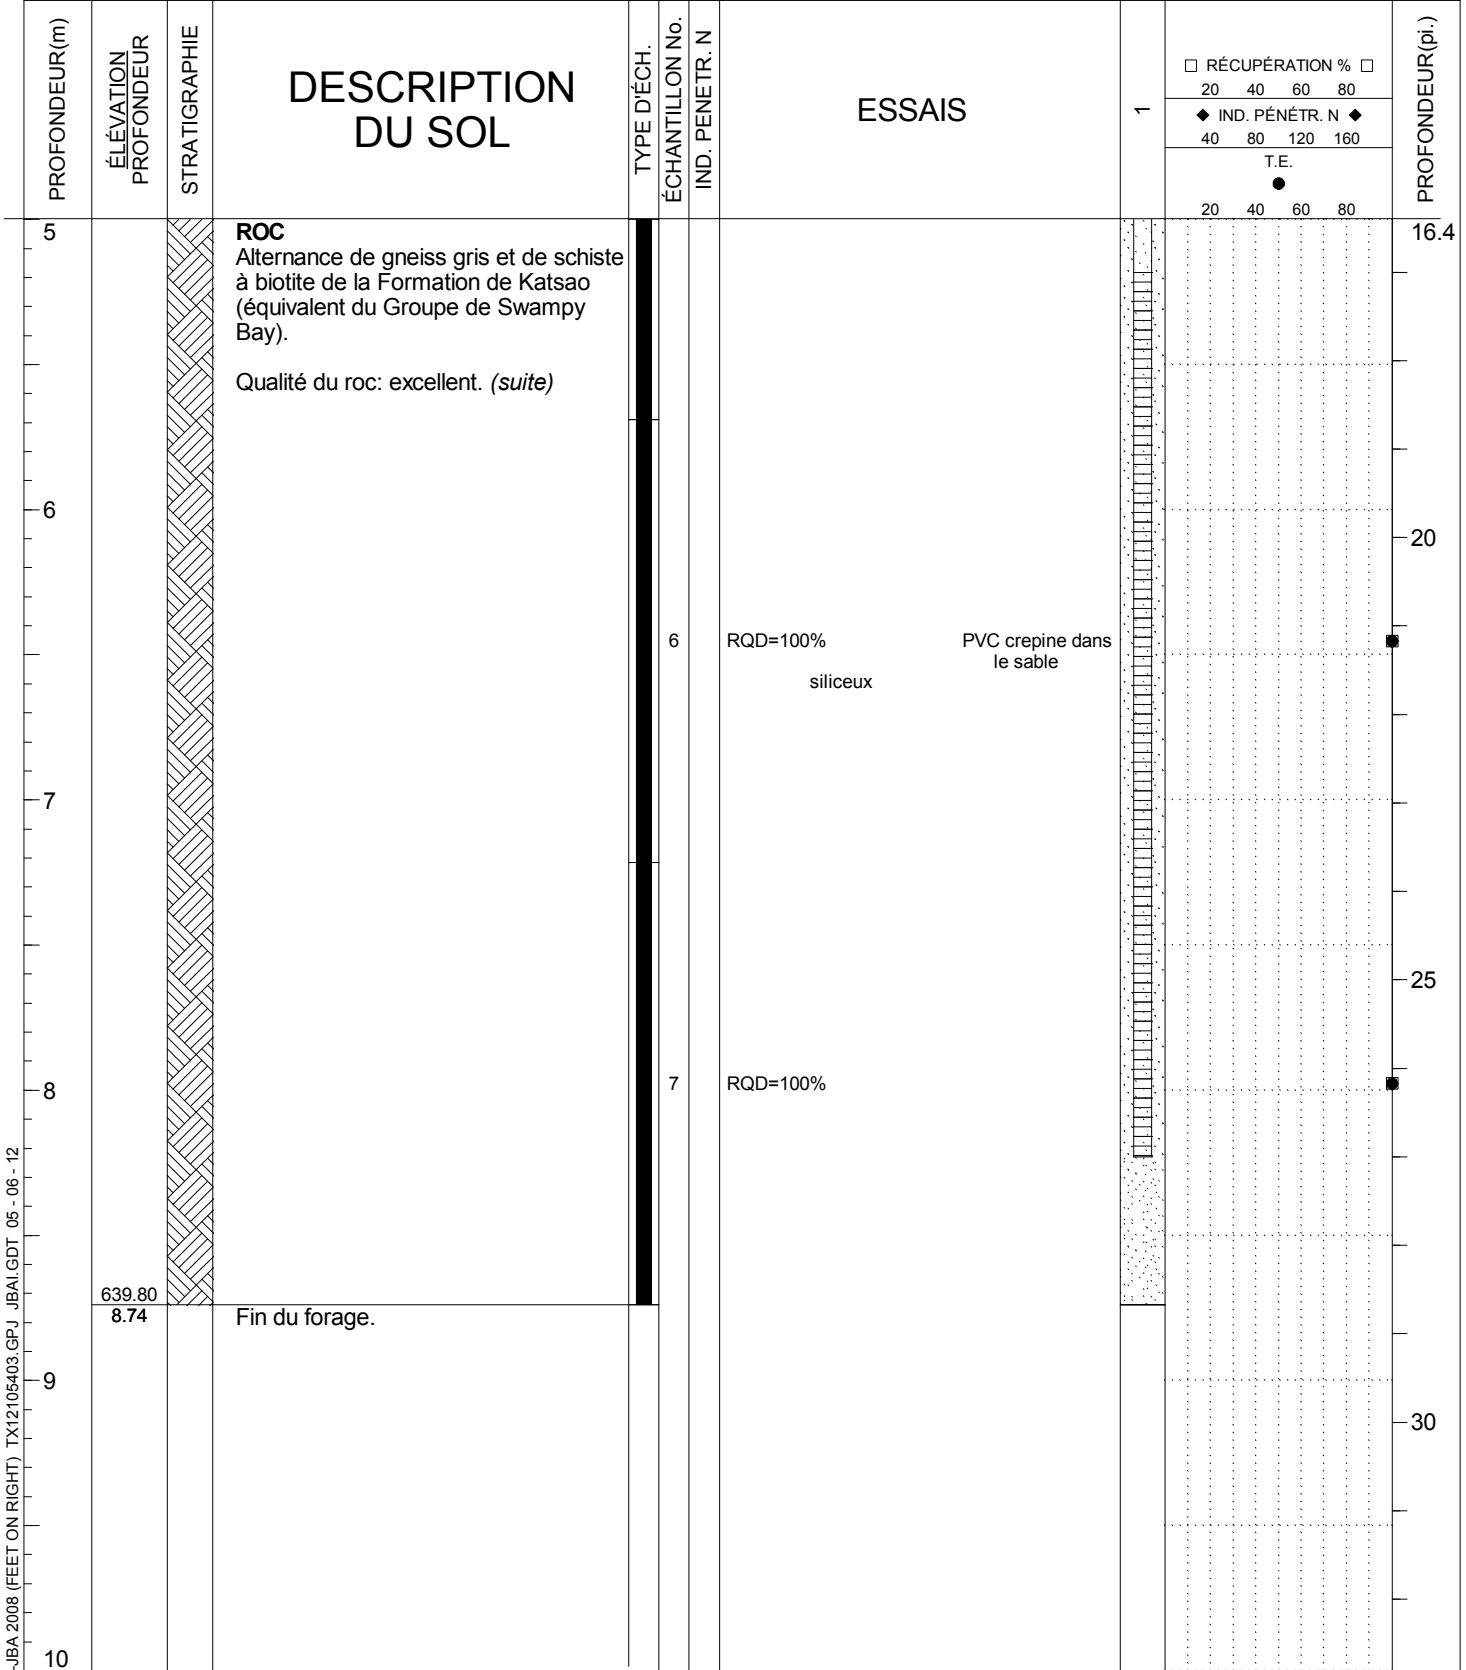 PROFONDEUR(m)
ÉLÉVATION
PROFONDEUR
STRATIGRAPHIE
DESCRIPTION
DU SOL
TYPE D'ÉCH.
ÉCHANTILLON No.
IND. PENETR. N
ESSAIS
1
□ RÉCUPÉRATION % □
20 40 60 80
◆ IND. PÉNÉTR. N ◆
40 80 120 160
T.E.
●
20 40 60 80
PROFONDEUR(pi.)
5
ROC
16.4
Alternance de gneiss gris et de schiste
à biotite de la Formation de Katsao
(équivalent du Groupe de Swampy
Bay).
Qualité du roc: excellent. (suite)
6
20
6 RQD=100% PVC crepine dans
le sable
siliceux
7
25
7 RQD=100%
8
639.80
8.74
Fin du forage.
9
30
10
-JBA 2008 (FEET ON RIGHT) TX12105403.GPJ JBAI.GDT 05 - 06 - 12